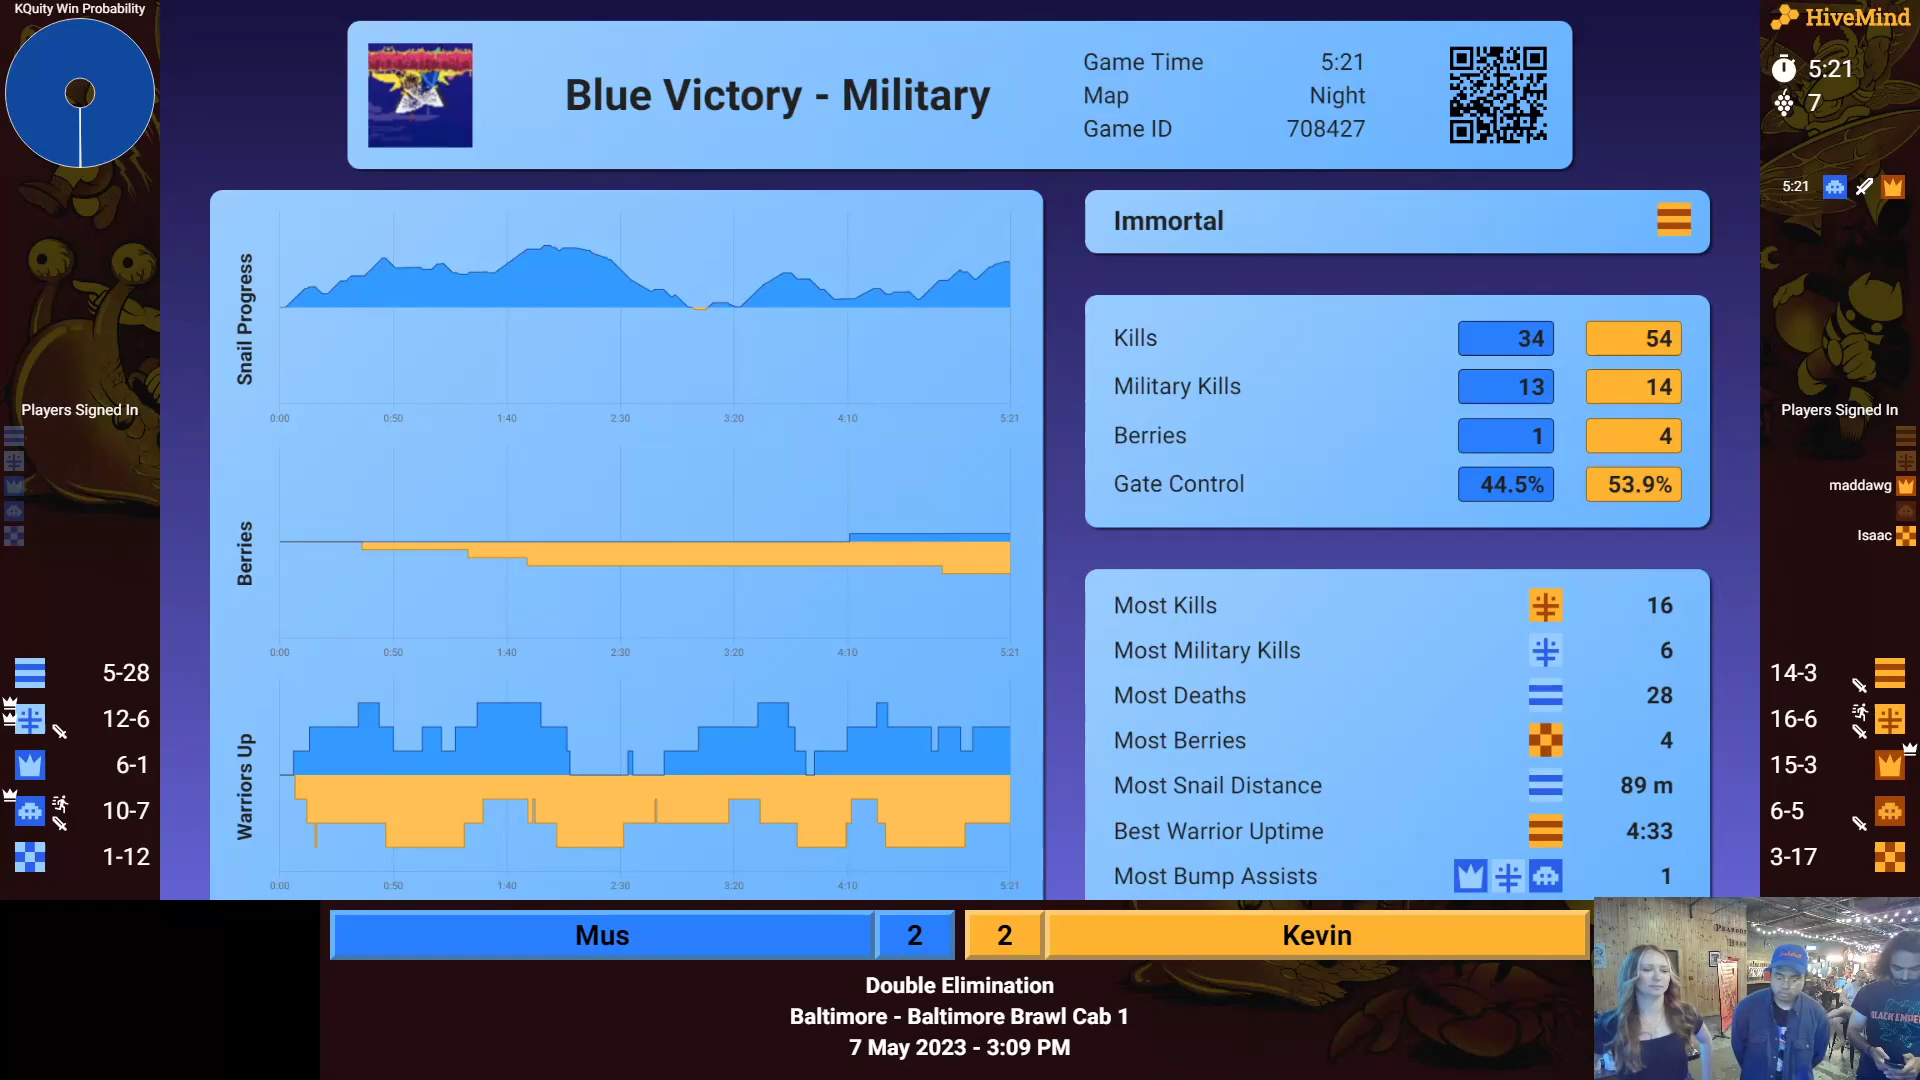 KQuity Win Probability
HiveMind
5:21
7
5:21
Blue Victory - Military
Game Time 5:21
Map Night
Game ID 708427
Snail Progress
0:00 0:50 1:40 2:30 3:20 4:10 5:21
Berries
0:00 0:50 1:40 2:30 3:20 4:10 5:21
Warriors Up
0:00 0:50 1:40 2:30 3:20 4:10 5:21
Immortal
Kills 34 54
Military Kills 13 14
Berries 1 4
Gate Control 44.5% 53.9%
Most Kills 16
Most Military Kills 6
Most Deaths 28
Most Berries 4
Most Snail Distance 89 m
Best Warrior Uptime 4:33
Most Bump Assists 1
Players Signed In
5-28
12-6
6-1
10-7
1-12
Players Signed In
maddawg
Isaac
14-3
16-6
15-3
6-5
3-17
Mus 2
2 Kevin
Double Elimination
Baltimore - Baltimore Brawl Cab 1
7 May 2023 - 3:09 PM